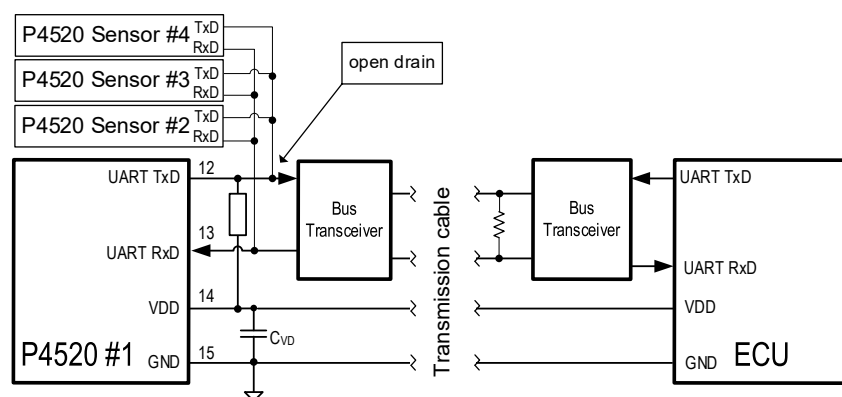 P4520 Sensor #4 TxD
RxD
P4520 Sensor #3 TxD
RxD
P4520 Sensor #2 TxD
RxD
open drain
UART TxD 12
UART RxD 13
VDD 14
GND 15
P4520 #1
Bus
Transceiver
CVD
Transmission cable
Bus
Transceiver
UART TxD
UART RxD
VDD
GND
ECU